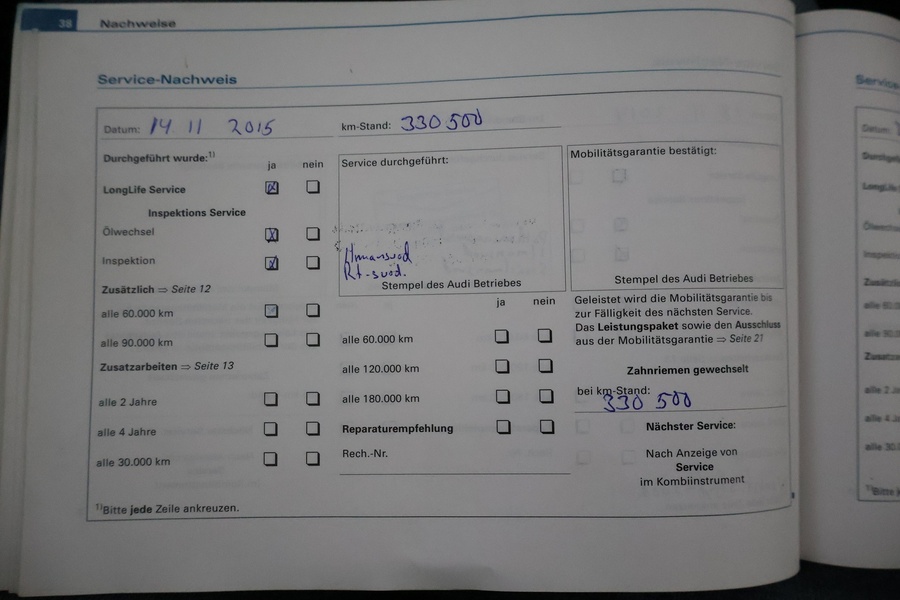 38 Nachweise
Service-Nachweis
Datum: 14 11 2015
km-Stand: 330 500
Durchgeführt wurde:1)
ja nein
LongLife Service
Inspektions Service
Ölwechsel
Inspektion
Zusätzlich ⇒ Seite 12
alle 60.000 km
alle 90.000 km
Zusatzarbeiten ⇒ Seite 13
alle 2 Jahre
alle 4 Jahre
alle 30.000 km
1)Bitte jede Zeile ankreuzen.
Service durchgeführt:
Stempel des Audi Betriebes
ja nein
alle 60.000 km
alle 120.000 km
alle 180.000 km
Reparaturempfehlung
Rech.-Nr.
Mobilitätsgarantie bestätigt:
Stempel des Audi Betriebes
Geleistet wird die Mobilitätsgarantie bis
zur Fälligkeit des nächsten Service.
Das Leistungspaket sowie den Ausschluss
aus der Mobilitätsgarantie ⇒ Seite 21
Zahnriemen gewechselt
bei km-Stand:
330 500
Nächster Service:
Nach Anzeige von
Service
im Kombiinstrument